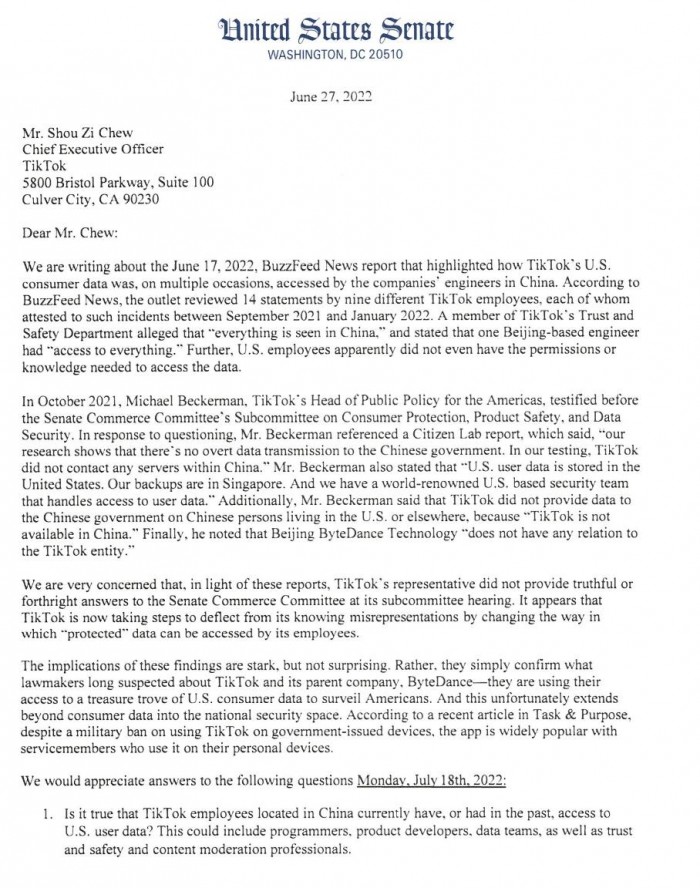 United States Senate
WASHINGTON, DC 20510
June 27, 2022
Mr. Shou Zi Chew
Chief Executive Officer
TikTok
5800 Bristol Parkway, Suite 100
Culver City, CA 90230
Dear Mr. Chew:
We are writing about the June 17, 2022, BuzzFeed News report that highlighted how TikTok's U.S.
consumer data was, on multiple occasions, accessed by the companies' engineers in China. According to
BuzzFeed News, the outlet reviewed 14 statements by nine different TikTok employees, each of whom
attested to such incidents between September 2021 and January 2022. A member of TikTok's Trust and
Safety Department alleged that "everything is seen in China," and stated that one Beijing-based engineer
had "access to everything." Further, U.S. employees apparently did not even have the permissions or
knowledge needed to access the data.
In October 2021, Michael Beckerman, TikTok's Head of Public Policy for the Americas, testified before
the Senate Commerce Committee's Subcommittee on Consumer Protection, Product Safety, and Data
Security. In response to questioning, Mr. Beckerman referenced a Citizen Lab report, which said, "our
research shows that there's no overt data transmission to the Chinese government. In our testing, TikTok
did not contact any servers within China." Mr. Beckerman also stated that "U.S. user data is stored in the
United States. Our backups are in Singapore. And we have a world-renowned U.S. based security team
that handles access to user data." Additionally, Mr. Beckerman said that TikTok did not provide data to
the Chinese government on Chinese persons living in the U.S. or elsewhere, because "TikTok is not
available in China." Finally, he noted that Beijing ByteDance Technology "does not have any relation to
the TikTok entity."
We are very concerned that, in light of these reports, TikTok's representative did not provide truthful or
forthright answers to the Senate Commerce Committee at its subcommittee hearing. It appears that
TikTok is now taking steps to deflect from its knowing misrepresentations by changing the way in
which "protected" data can be accessed by its employees.
The implications of these findings are stark, but not surprising. Rather, they simply confirm what
lawmakers long suspected about TikTok and its parent company, ByteDance—they are using their
access to a treasure trove of U.S. consumer data to surveil Americans. And this unfortunately extends
beyond consumer data into the national security space. According to a recent article in Task & Purpose,
despite a military ban on using TikTok on government-issued devices, the app is widely popular with
servicemembers who use it on their personal devices.
We would appreciate answers to the following questions Monday, July 18th, 2022:
1. Is it true that TikTok employees located in China currently have, or had in the past, access to
U.S. user data? This could include programmers, product developers, data teams, as well as trust
and safety and content moderation professionals.